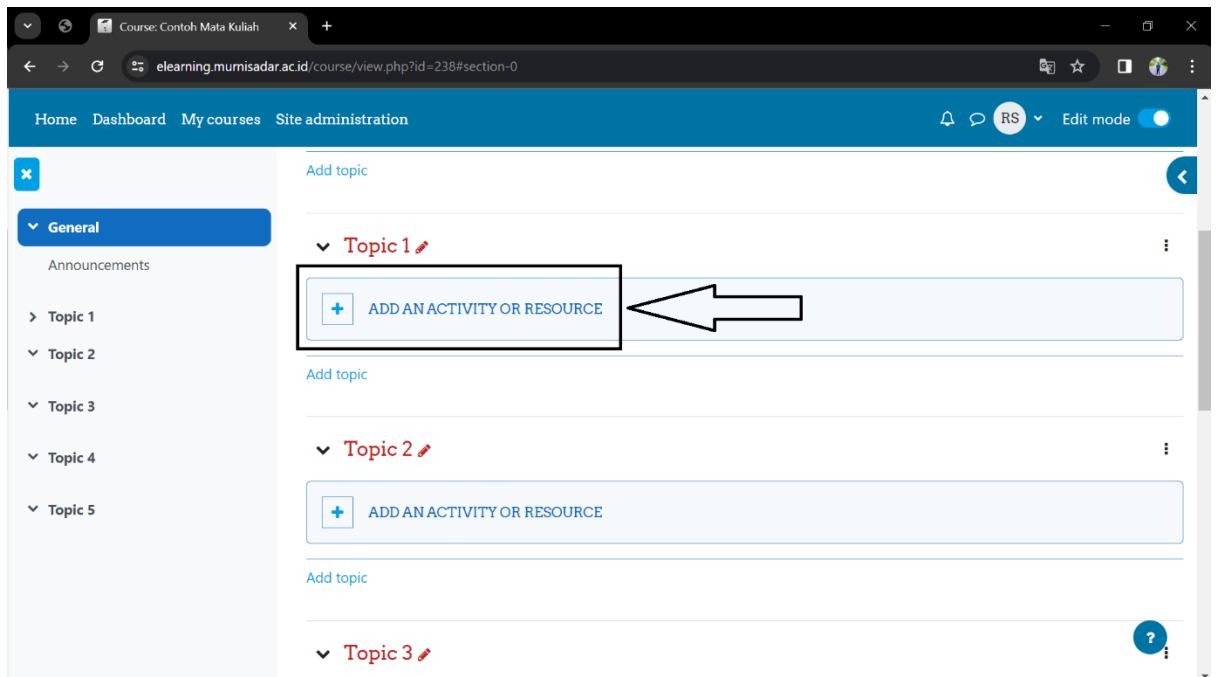 Course: Contoh Mata Kuliah
elearning.murnisadar.ac.id/course/view.php?id=238#section-0
Home Dashboard My courses Site administration RS Edit mode
Add topic
General
Announcements
Topic 1
Topic 2
Topic 3
Topic 4
Topic 5
Topic 1
+ ADD AN ACTIVITY OR RESOURCE
Add topic
Topic 2
+ ADD AN ACTIVITY OR RESOURCE
Add topic
Topic 3
?